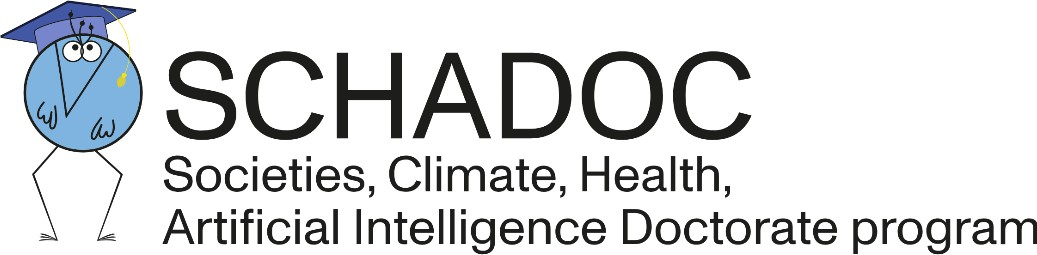 SCHADOC
Societies, Climate, Health,
Artificial Intelligence Doctorate program